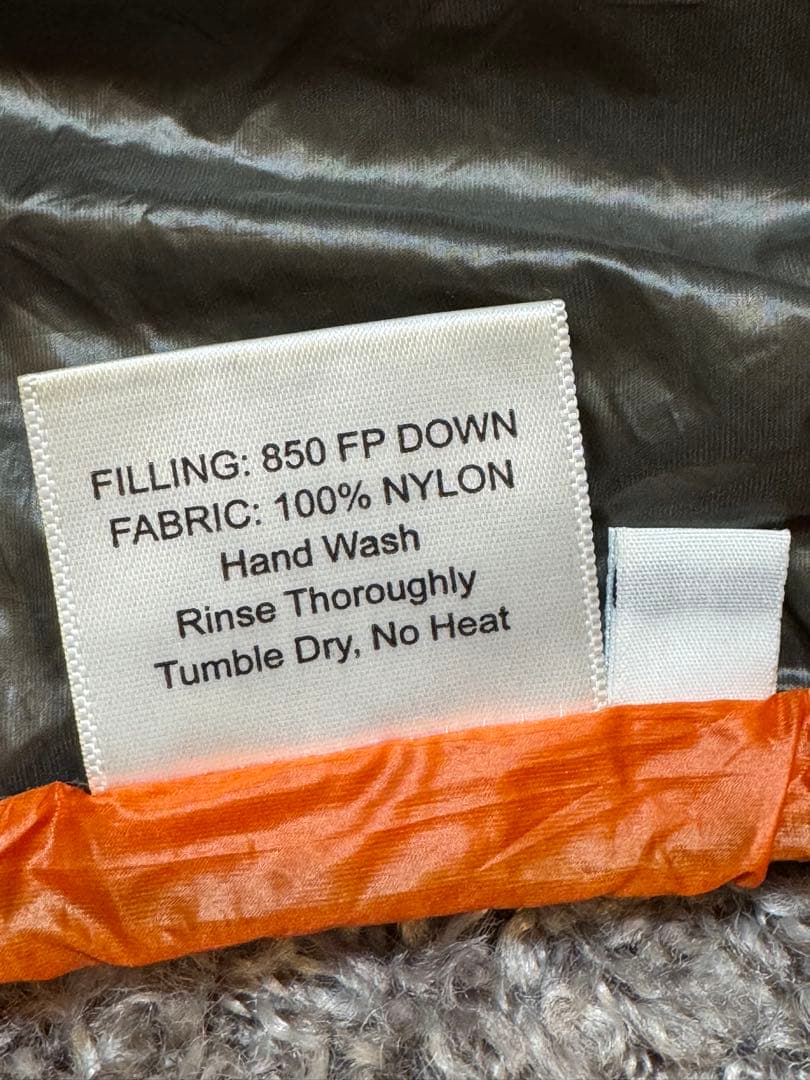 FILLING: 850 FP DOWN
FABRIC: 100% NYLON
Hand Wash
Rinse Thoroughly
Tumble Dry, No Heat